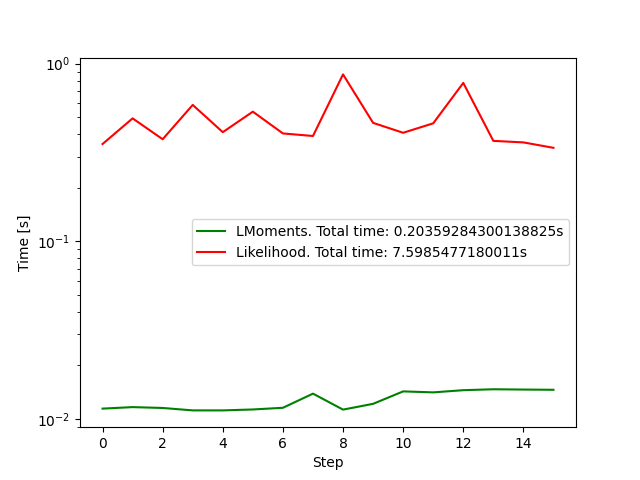 10⁰
10⁻¹
10⁻²
Time [s]
LMoments. Total time: 0.20359284300138825s
Likelihood. Total time: 7.5985477180011s
0 2 4 6 8 10 12 14
Step